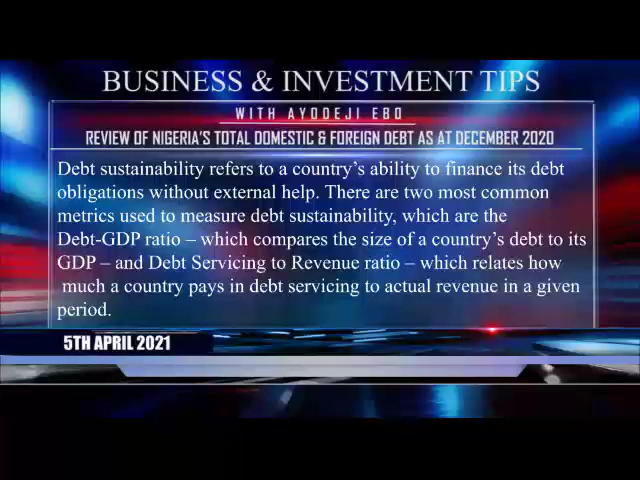 BUSINESS & INVESTMENT TIPS
WITH AYODEJI EBO
REVIEW OF NIGERIA'S TOTAL DOMESTIC & FOREIGN DEBT AS AT DECEMBER 2020
Debt sustainability refers to a country's ability to finance its debt
obligations without external help. There are two most common
metrics used to measure debt sustainability, which are the
Debt-GDP ratio – which compares the size of a country's debt to its
GDP – and Debt Servicing to Revenue ratio – which relates how
much a country pays in debt servicing to actual revenue in a given
period.
5TH APRIL 2021